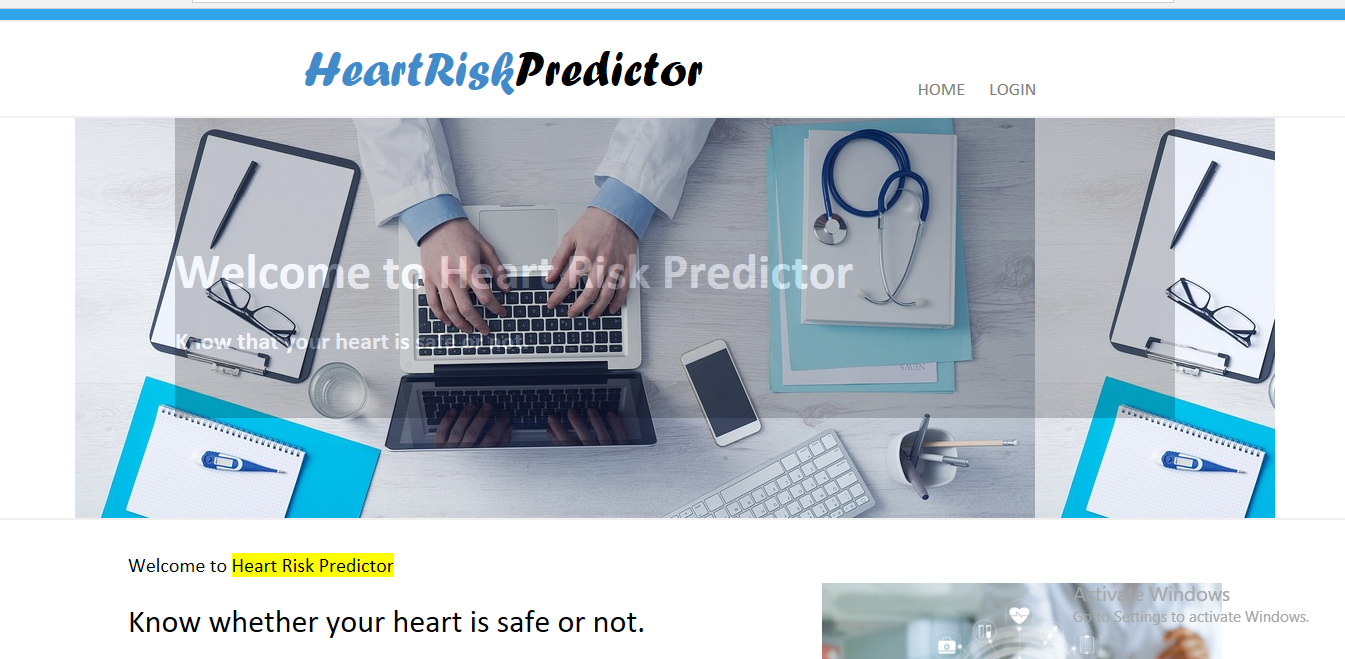 HeartRiskPredictor
HOME LOGIN
Welcome to Heart Risk Predictor
Know that your heart is safe or not.
NEWS
Welcome to Heart Risk Predictor
Know whether your heart is safe or not.
Activate Windows
Go to Settings to activate Windows.